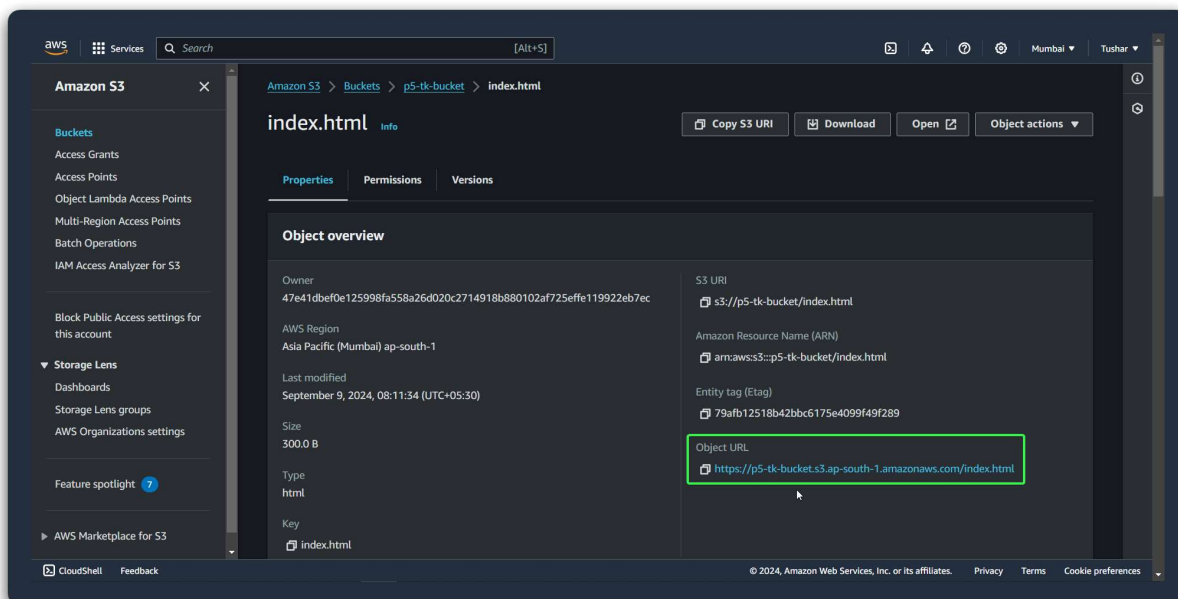 aws Services Search [Alt+S] Mumbai ▼ Tushar ▼
Amazon S3
Buckets
Access Grants
Access Points
Object Lambda Access Points
Multi-Region Access Points
Batch Operations
IAM Access Analyzer for S3
Block Public Access settings for
this account
▼ Storage Lens
Dashboards
Storage Lens groups
AWS Organizations settings
Feature spotlight 7
▶ AWS Marketplace for S3
Amazon S3 > Buckets > p5-tk-bucket > index.html
index.html Info
Copy S3 URI Download Open Object actions ▼
Properties Permissions Versions
Object overview
Owner
47e41dbef0e125998fa558a26d020c2714918b880102af725effe119922eb7ec
AWS Region
Asia Pacific (Mumbai) ap-south-1
Last modified
September 9, 2024, 08:11:34 (UTC+05:30)
Size
300.0 B
Type
html
Key
index.html
S3 URI
s3://p5-tk-bucket/index.html
Amazon Resource Name (ARN)
arn:aws:s3:::p5-tk-bucket/index.html
Entity tag (Etag)
79afb12518b42bbc6175e4099f49f289
Object URL
https://p5-tk-bucket.s3.ap-south-1.amazonaws.com/index.html
CloudShell Feedback © 2024, Amazon Web Services, Inc. or its affiliates. Privacy Terms Cookie preferences